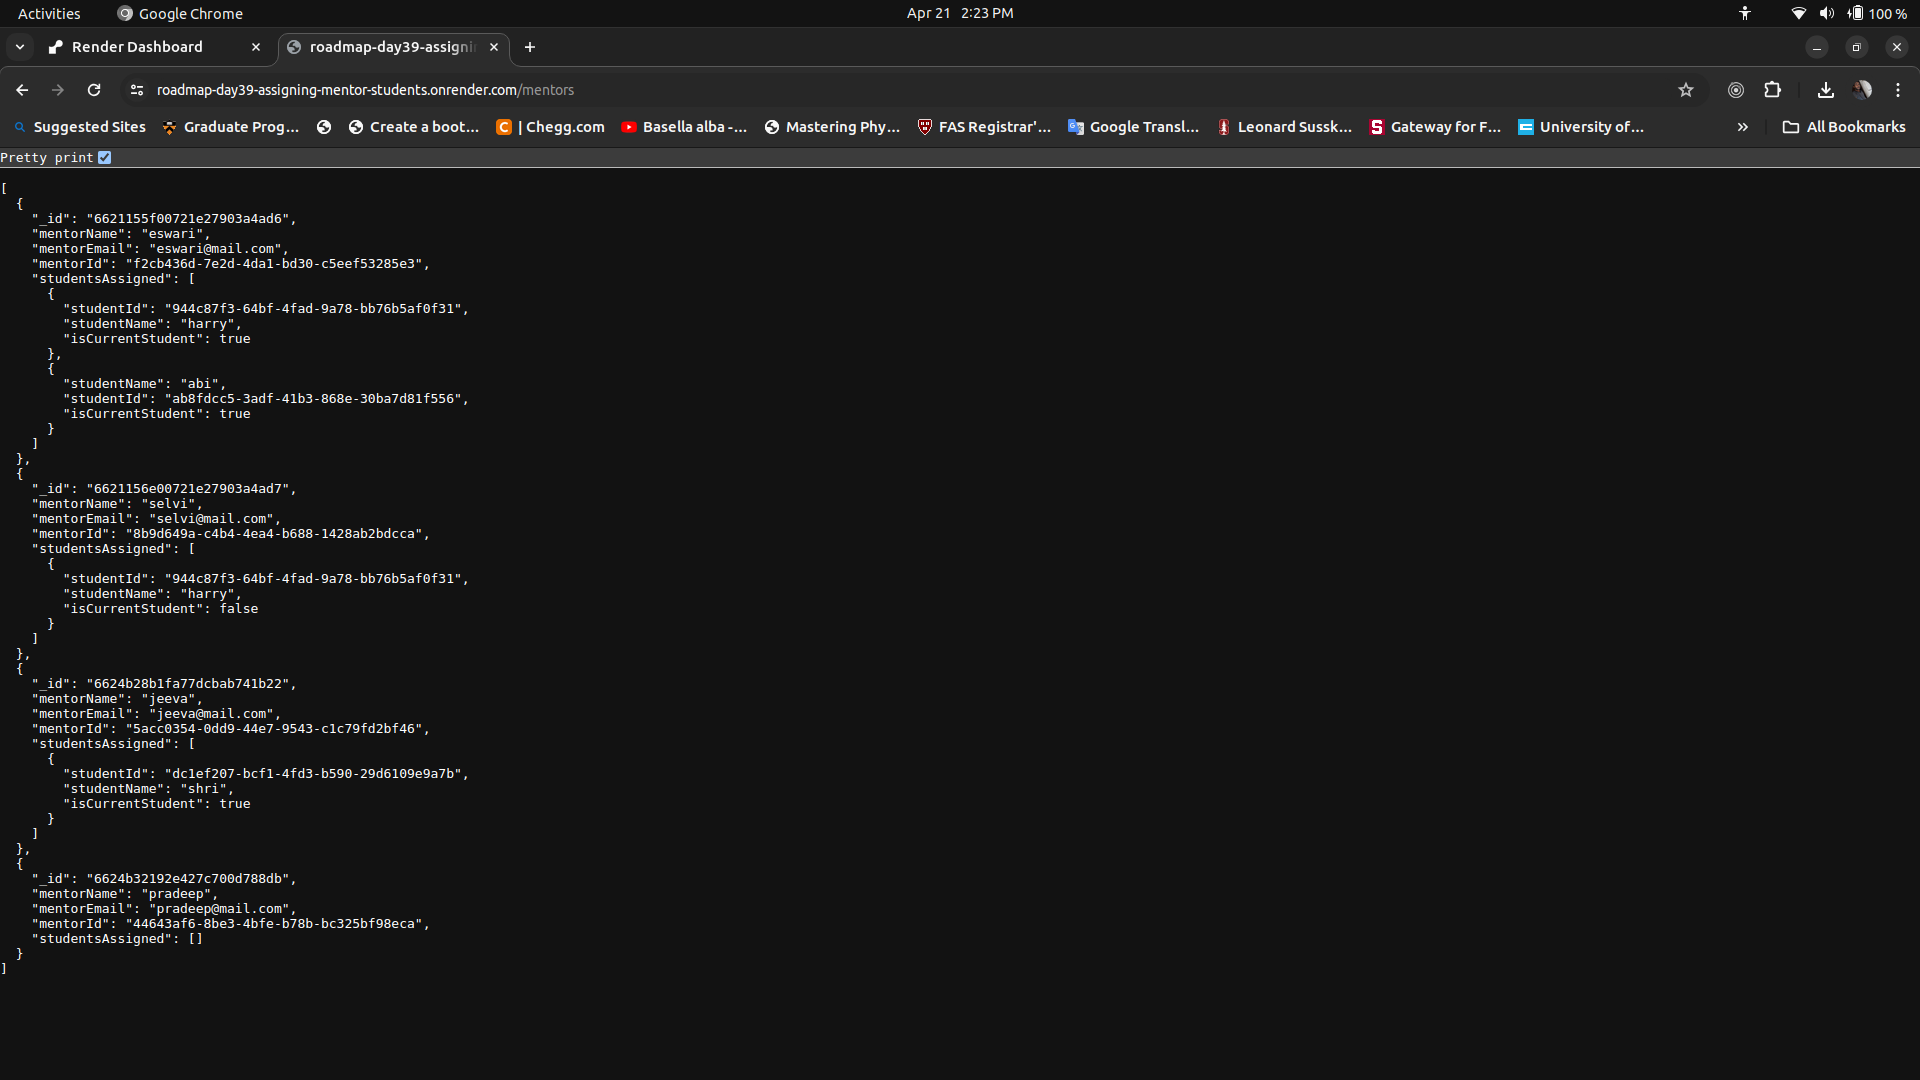 Activities Google Chrome Apr 21 2:23 PM 100 %
Render Dashboard roadmap-day39-assigni
roadmap-day39-assigning-mentor-students.onrender.com/mentors
Suggested Sites Graduate Prog... Create a boot... | Chegg.com Basella alba -... Mastering Phy... FAS Registrar'... Google Transl... Leonard Sussk... Gateway for F... University of... » All Bookmarks
Pretty print
[
  {
    "_id": "6621155f00721e27903a4ad6",
    "mentorName": "eswari",
    "mentorEmail": "eswari@mail.com",
    "mentorId": "f2cb436d-7e2d-4da1-bd30-c5eef53285e3",
    "studentsAssigned": [
      {
        "studentId": "944c87f3-64bf-4fad-9a78-bb76b5af0f31",
        "studentName": "harry",
        "isCurrentStudent": true
      },
      {
        "studentName": "abi",
        "studentId": "ab8fdcc5-3adf-41b3-868e-30ba7d81f556",
        "isCurrentStudent": true
      }
    ]
  },
  {
    "_id": "6621156e00721e27903a4ad7",
    "mentorName": "selvi",
    "mentorEmail": "selvi@mail.com",
    "mentorId": "8b9d649a-c4b4-4ea4-b688-1428ab2bdcca",
    "studentsAssigned": [
      {
        "studentId": "944c87f3-64bf-4fad-9a78-bb76b5af0f31",
        "studentName": "harry",
        "isCurrentStudent": false
      }
    ]
  },
  {
    "_id": "6624b28b1fa77dcbab741b22",
    "mentorName": "jeeva",
    "mentorEmail": "jeeva@mail.com",
    "mentorId": "5acc0354-0dd9-44e7-9543-c1c79fd2bf46",
    "studentsAssigned": [
      {
        "studentId": "dc1ef207-bcf1-4fd3-b590-29d6109e9a7b",
        "studentName": "shri",
        "isCurrentStudent": true
      }
    ]
  },
  {
    "_id": "6624b32192e427c700d788db",
    "mentorName": "pradeep",
    "mentorEmail": "pradeep@mail.com",
    "mentorId": "44643af6-8be3-4bfe-b78b-bc325bf98eca",
    "studentsAssigned": []
  }
]